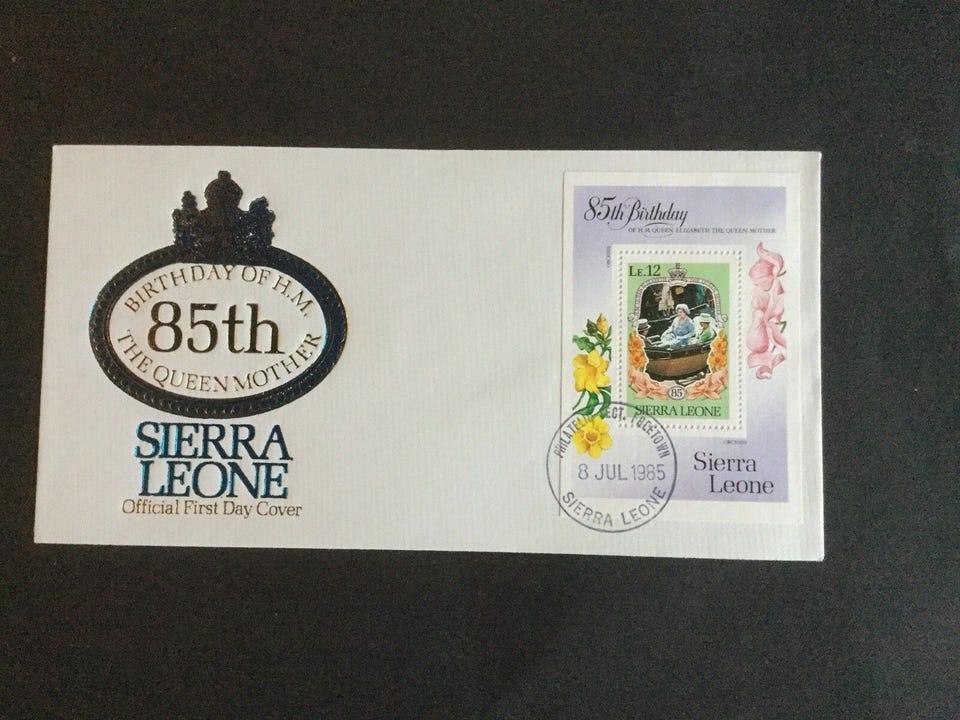 BIRTHDAY OF H.M.
85th
THE QUEEN MOTHER
SIERRA
LEONE
Official First Day Cover
85th Birthday
OF H.M. QUEEN ELIZABETH THE QUEEN MOTHER
LE.12
85
SIERRA LEONE
Sierra
Leone
8 JUL 1985
SIERRA LEONE